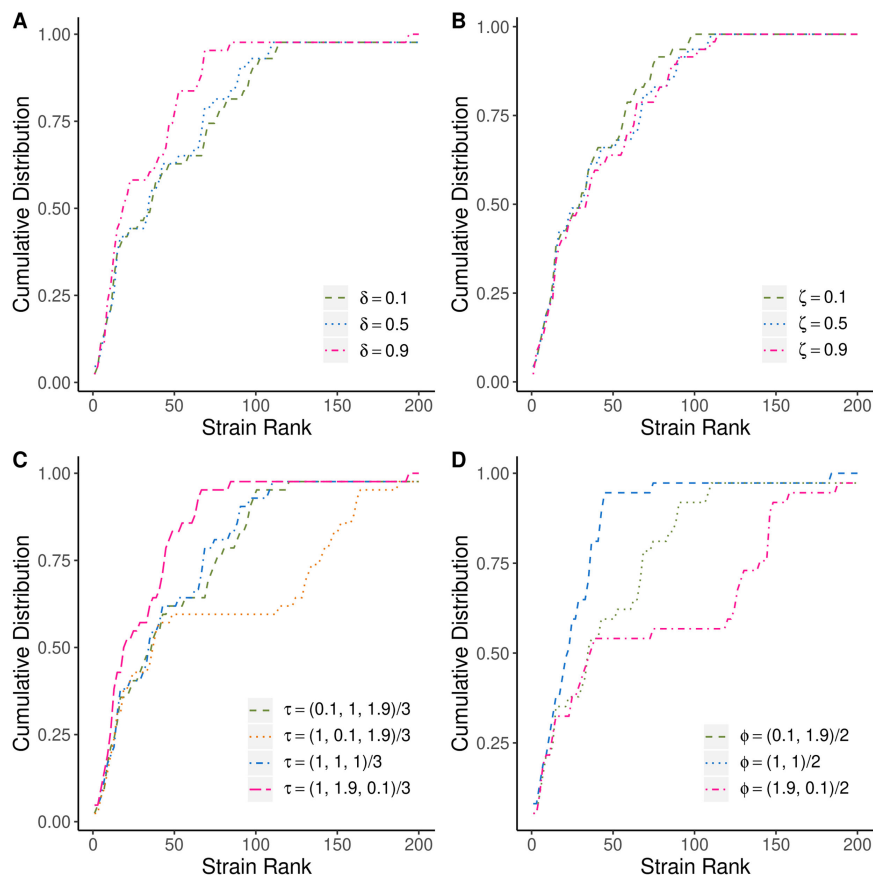 A
Cumulative Distribution
1.00
0.75
0.50
0.25
0.00
δ = 0.1
δ = 0.5
δ = 0.9
0 50 100 150 200
Strain Rank
B
Cumulative Distribution
1.00
0.75
0.50
0.25
0.00
ζ = 0.1
ζ = 0.5
ζ = 0.9
0 50 100 150 200
Strain Rank
C
Cumulative Distribution
1.00
0.75
0.50
0.25
0.00
τ = (0.1, 1, 1.9)/3
τ = (1, 0.1, 1.9)/3
τ = (1, 1, 1)/3
τ = (1, 1.9, 0.1)/3
0 50 100 150 200
Strain Rank
D
Cumulative Distribution
1.00
0.75
0.50
0.25
ϕ = (0.1, 1.9)/2
ϕ = (1, 1)/2
ϕ = (1.9, 0.1)/2
0 50 100 150 200
Strain Rank